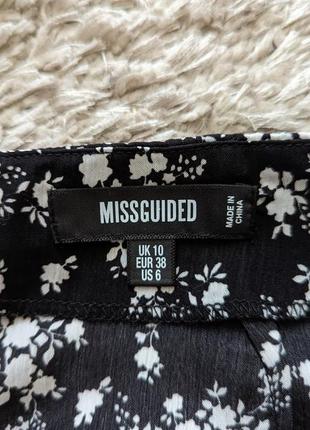 MISSGUIDED
MADE IN
CHINA
UK 10
EUR 38
US 6